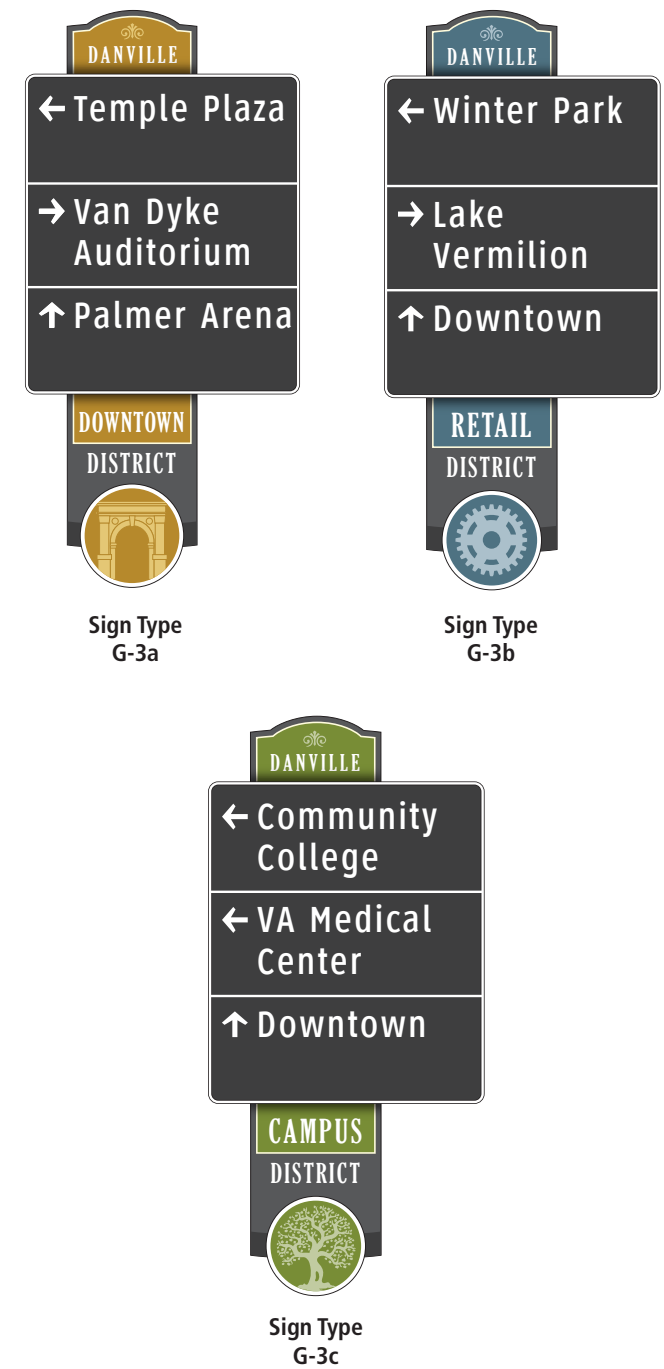 DANVILLE
← Temple Plaza
→ Van Dyke
Auditorium
↑ Palmer Arena
DOWNTOWN
DISTRICT
Sign Type
G-3a
DANVILLE
← Winter Park
→ Lake
Vermilion
↑ Downtown
RETAIL
DISTRICT
Sign Type
G-3b
DANVILLE
← Community
College
← VA Medical
Center
↑ Downtown
CAMPUS
DISTRICT
Sign Type
G-3c